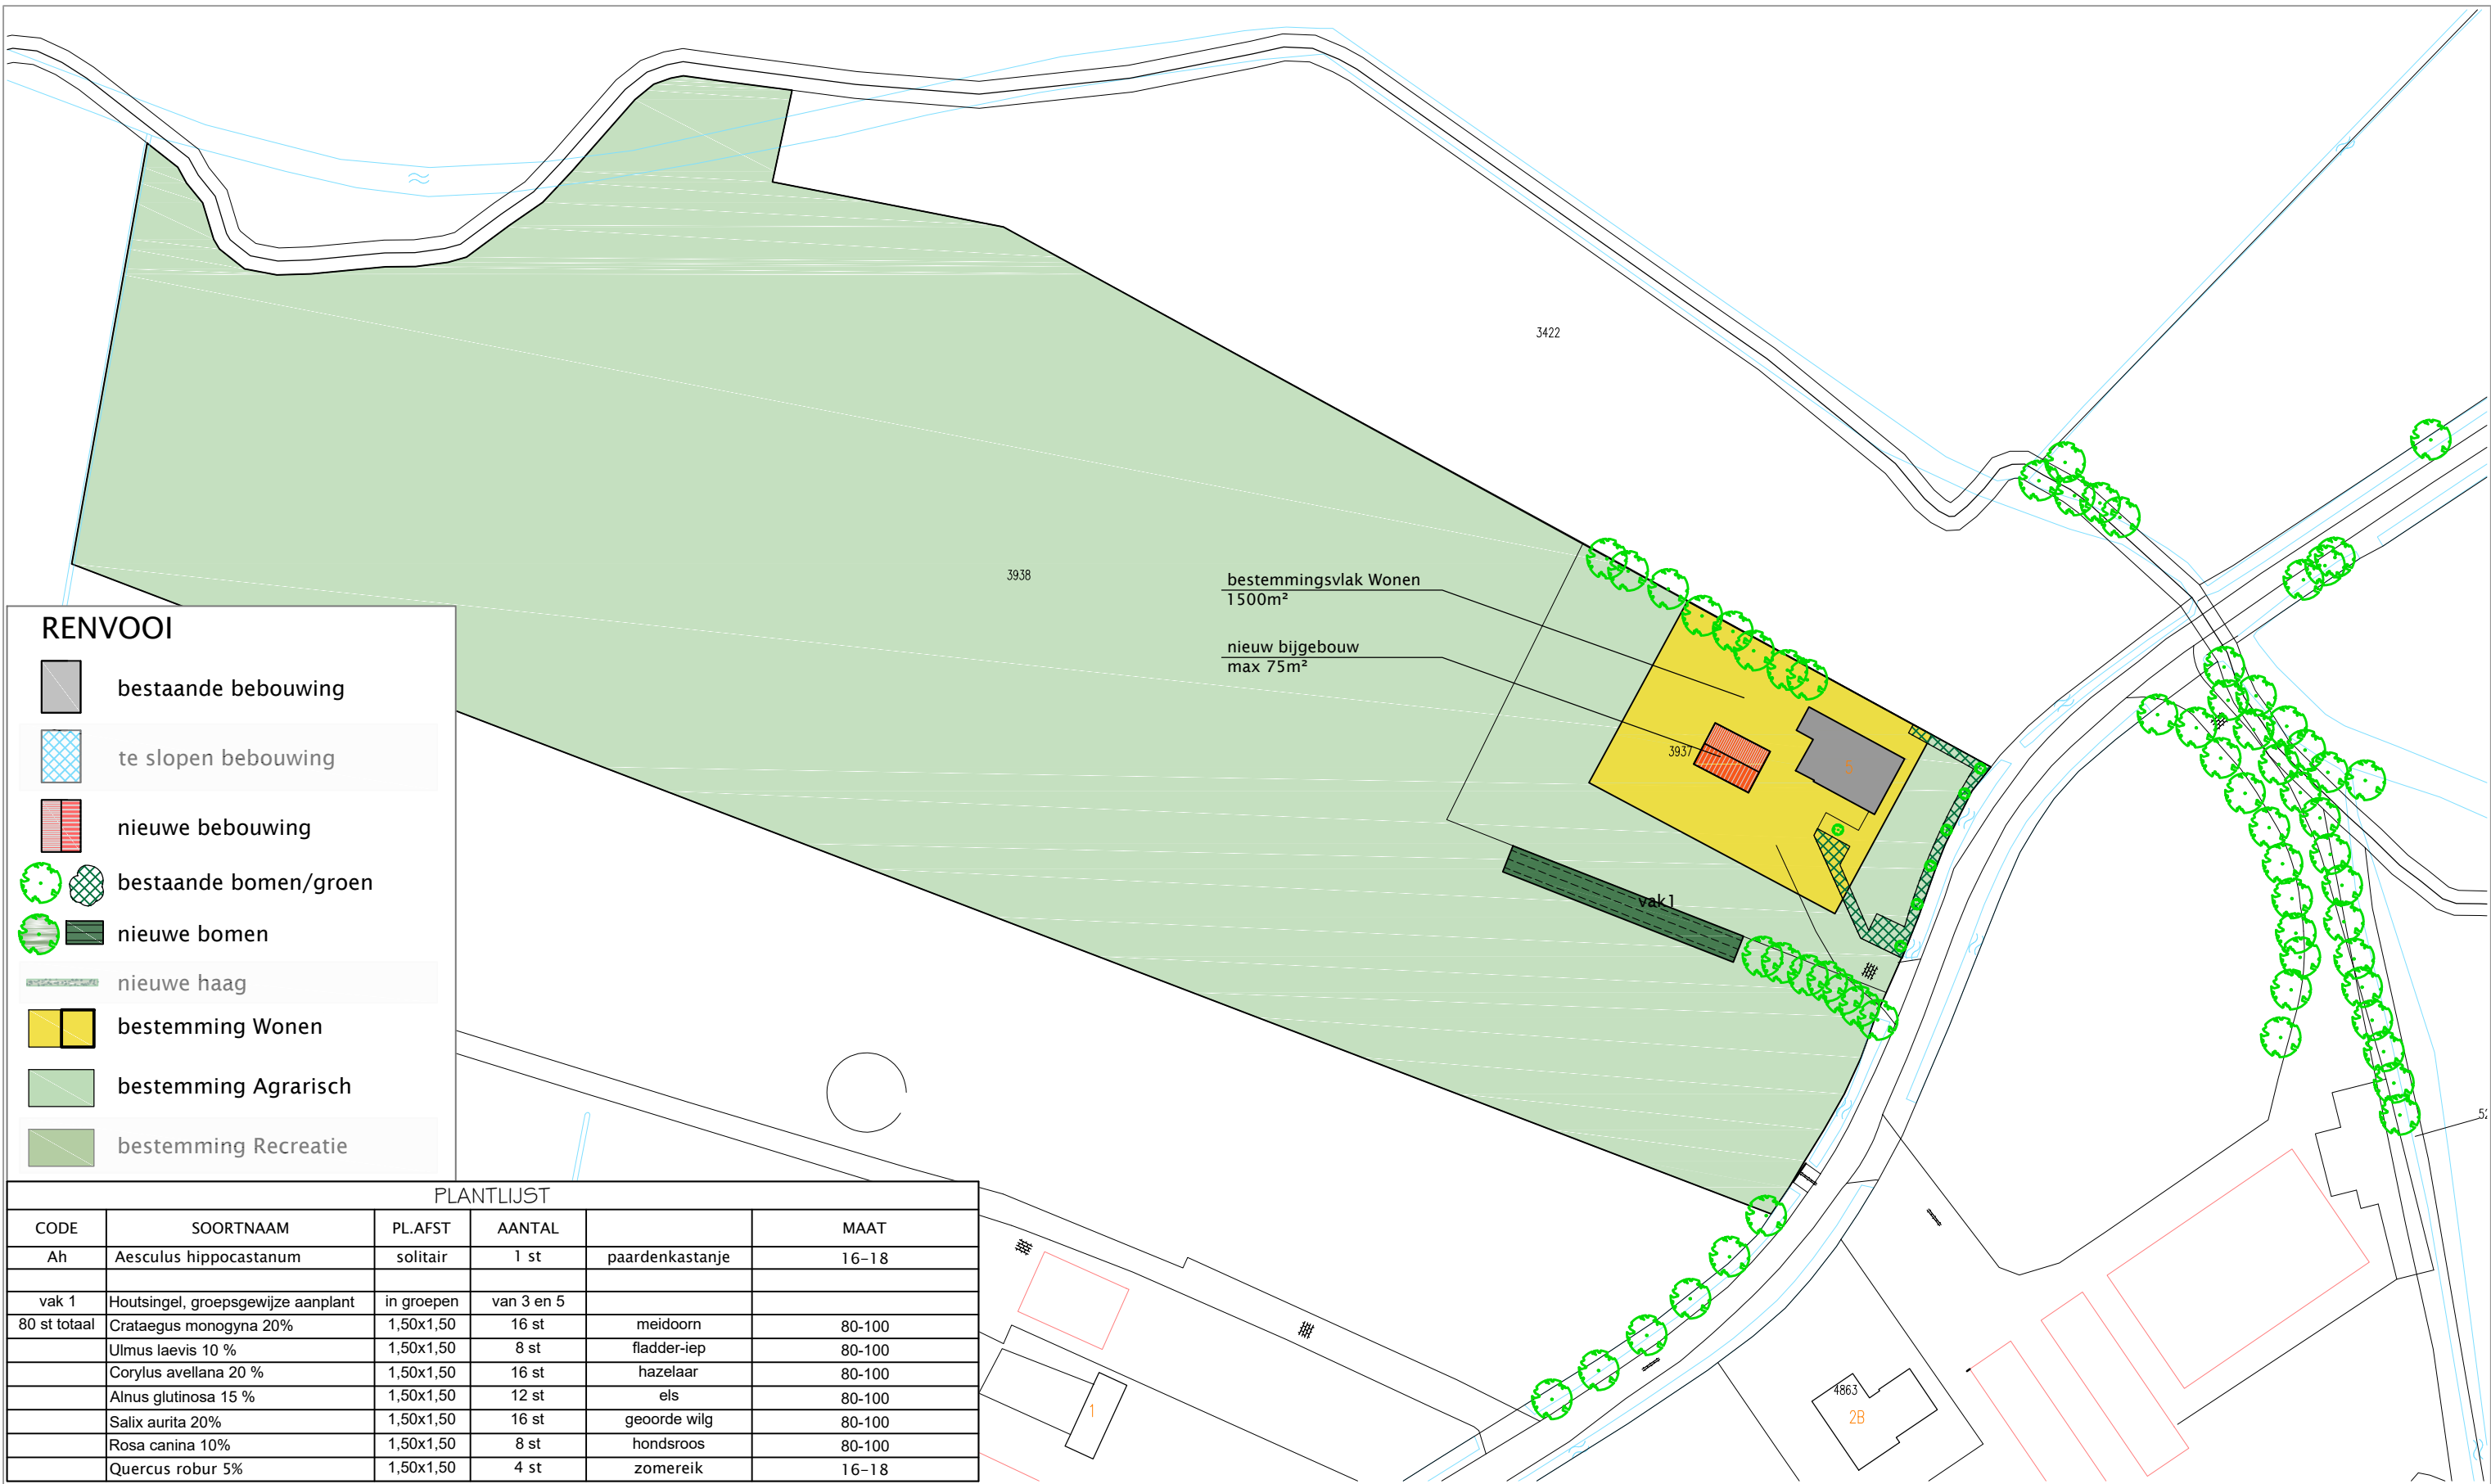 3422
3938
bestemmingsvlak Wonen
1500m²
nieuw bijgebouw
max 75m²
3937
vak1
RENVOOI
bestaande bebouwing
te slopen bebouwing
nieuwe bebouwing
bestaande bomen/groen
nieuwe bomen
nieuwe haag
bestemming Wonen
bestemming Agrarisch
bestemming Recreatie
PLANTLIJST
CODE SOORTNAAM PL.AFST AANTAL MAAT
Ah Aesculus hippocastanum solitair 1 st paardenkastanje 16-18
vak 1 Houtsingel, groepsgewijze aanplant in groepen van 3 en 5
80 st totaal Crataegus monogyna 20% 1,50x1,50 16 st meidoorn 80-100
Ulmus laevis 10 % 1,50x1,50 8 st fladder-iep 80-100
Corylus avellana 20 % 1,50x1,50 16 st hazelaar 80-100
Alnus glutinosa 15 % 1,50x1,50 12 st els 80-100
Salix aurita 20% 1,50x1,50 16 st geoorde wilg 80-100
Rosa canina 10% 1,50x1,50 8 st hondsroos 80-100
Quercus robur 5% 1,50x1,50 4 st zomereik 16-18
1
4863
2B